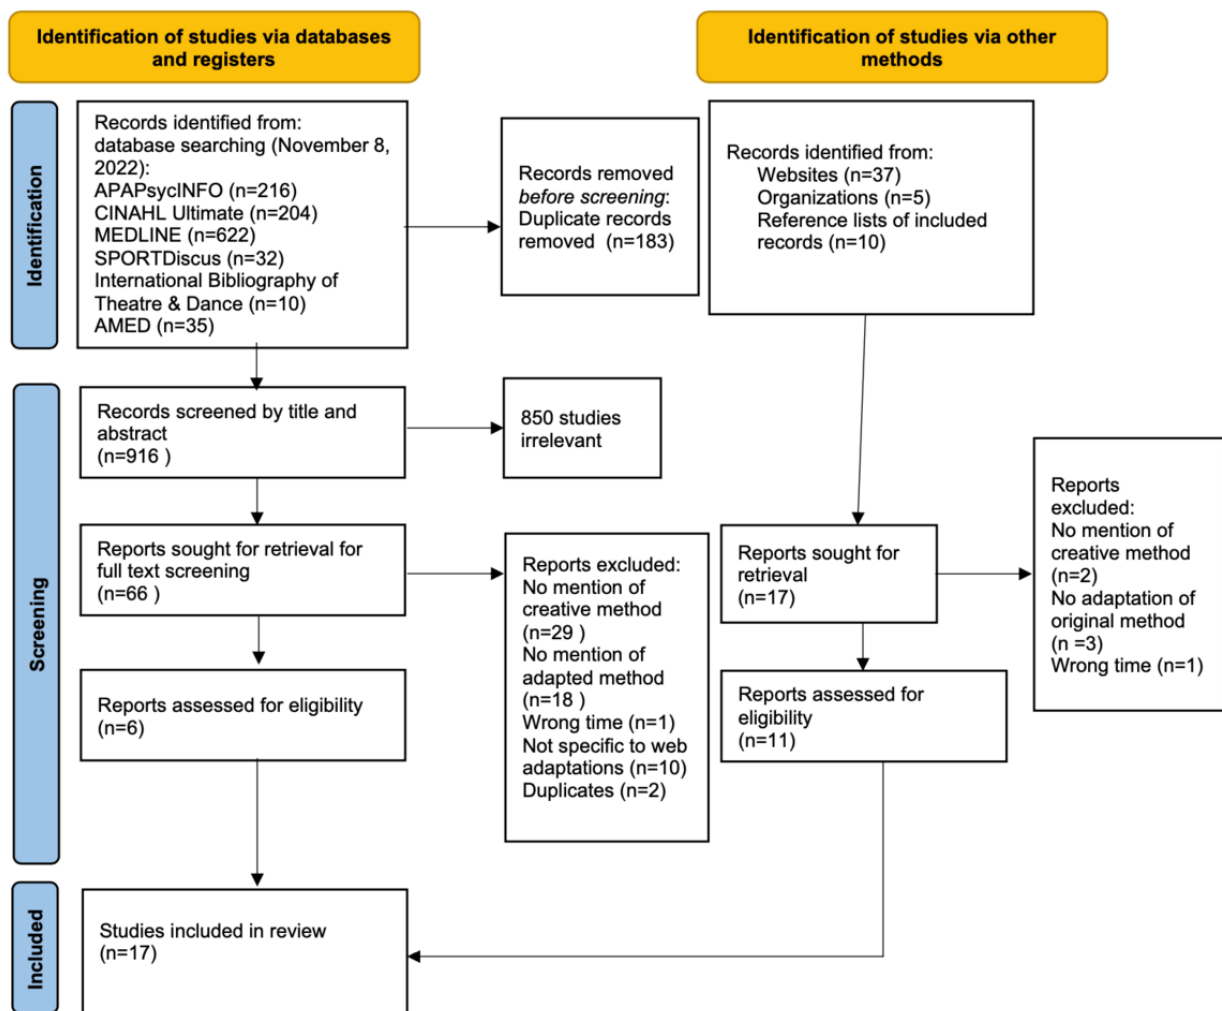 Identification of studies via databases
and registers
Identification of studies via other
methods
Identification
Records identified from:
database searching (November 8,
2022):
APAPsycINFO (n=216)
CINAHL Ultimate (n=204)
MEDLINE (n=622)
SPORTDiscus (n=32)
International Bibliography of
Theatre & Dance (n=10)
AMED (n=35)
Records removed
before screening:
Duplicate records
removed (n=183)
Records identified from:
Websites (n=37)
Organizations (n=5)
Reference lists of included
records (n=10)
Screening
Records screened by title and
abstract
(n=916 )
850 studies
irrelevant
Reports sought for retrieval for
full text screening
(n=66 )
Reports excluded:
No mention of
creative method
(n=29 )
No mention of
adapted method
(n=18 )
Wrong time (n=1)
Not specific to web
adaptations (n=10)
Duplicates (n=2)
Reports sought for
retrieval
(n=17)
Reports
excluded:
No mention of
creative method
(n=2)
No adaptation of
original method
(n =3)
Wrong time (n=1)
Reports assessed for eligibility
(n=6)
Reports assessed for
eligibility
(n=11)
Included
Studies included in review
(n=17)